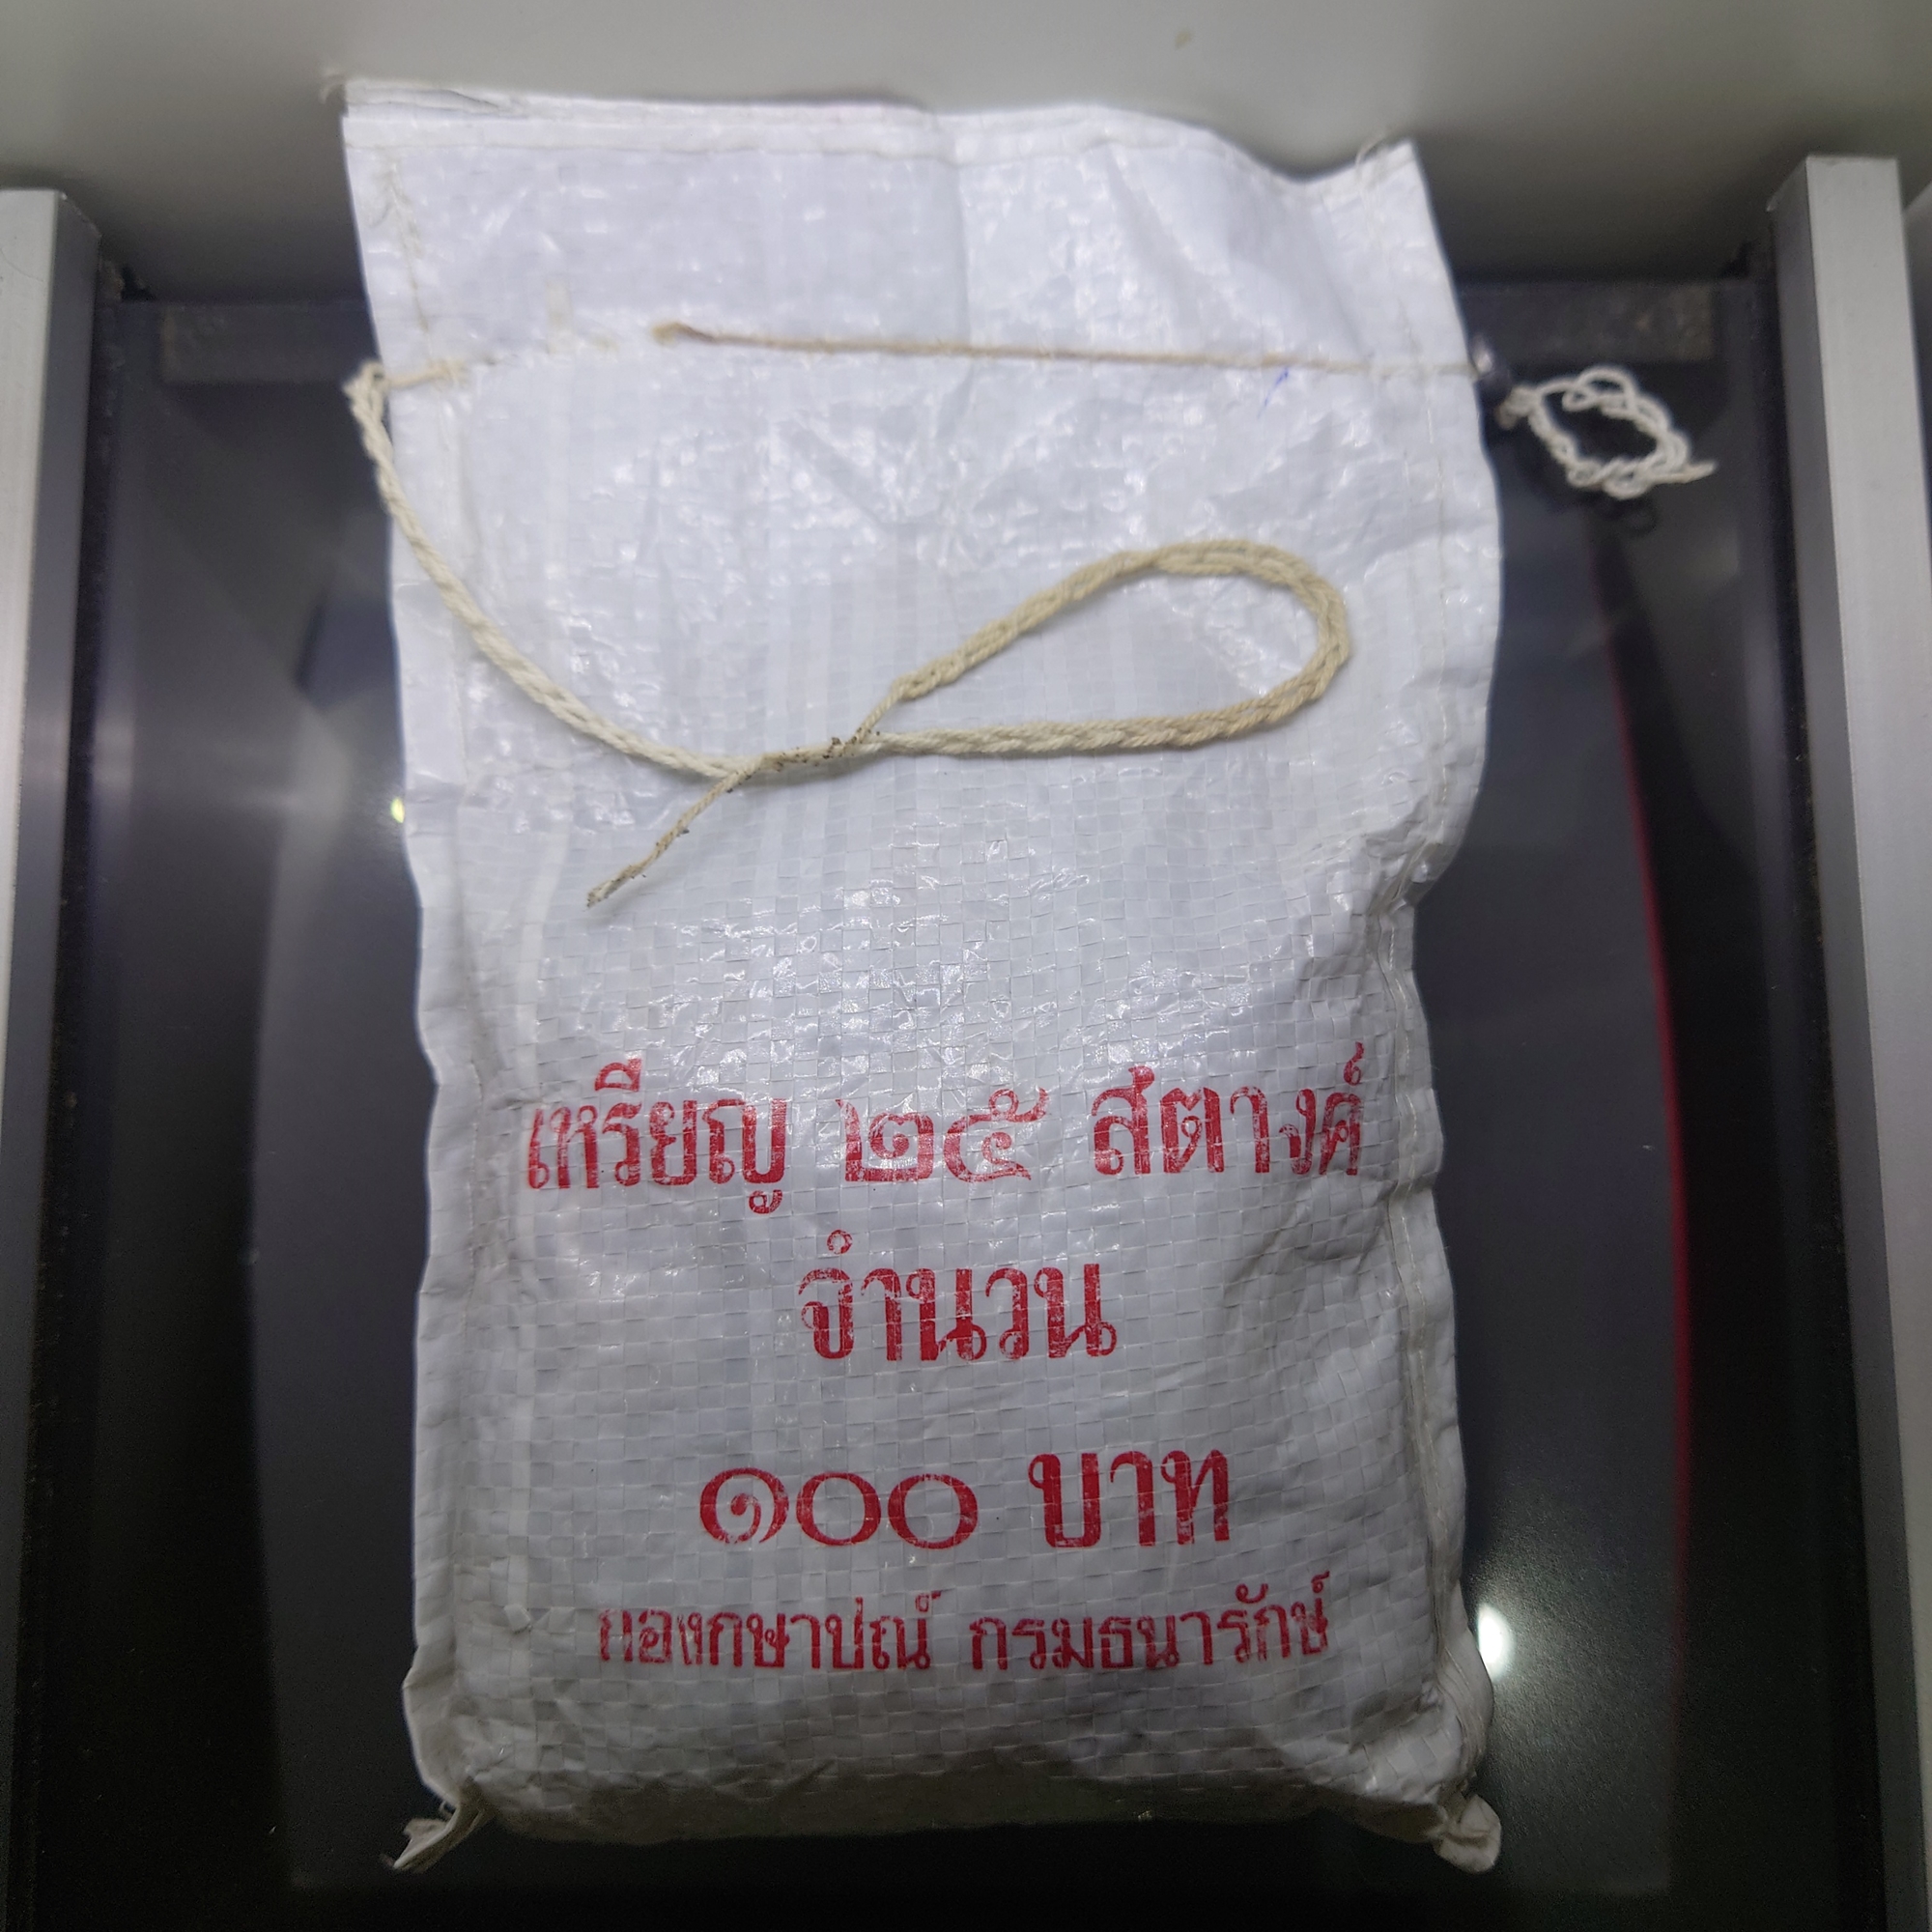 เหรียญ ๒๕ สตางค์
จำนวน
๑๐๐ บาท
กองกษาปณ์ กรมธนารักษ์